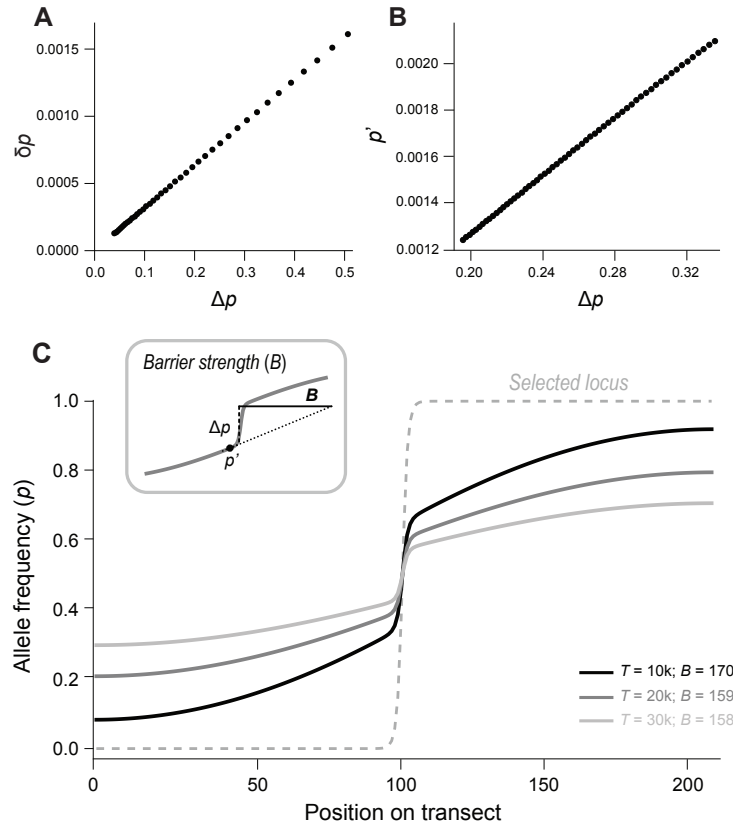 A
0.0015
0.0010
0.0005
0.0000
δp
0.0
0.1
0.2
0.3
0.4
0.5
Δp
B
0.0020
0.0018
0.0016
0.0014
0.0012
p'
0.20
0.24
0.28
0.32
Δp
C
Barrier strength (B)
B
Δp
p'
Selected locus
1.0
0.8
0.6
0.4
0.2
0.0
Allele frequency (p)
T = 10k; B = 170
T = 20k; B = 159
T = 30k; B = 158
0
50
100
150
200
Position on transect